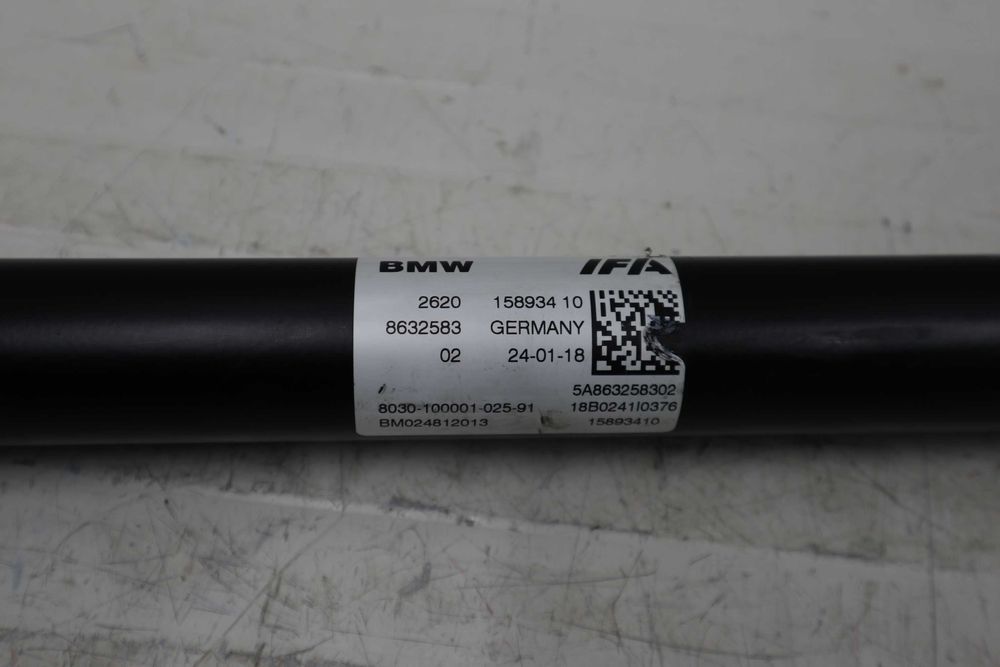 BMW IFA
2620 158934 10
8632583 GERMANY
02 24-01-18
5A863258302
8030-100001-025-91 18B0241I0376
BM024812013 15893410